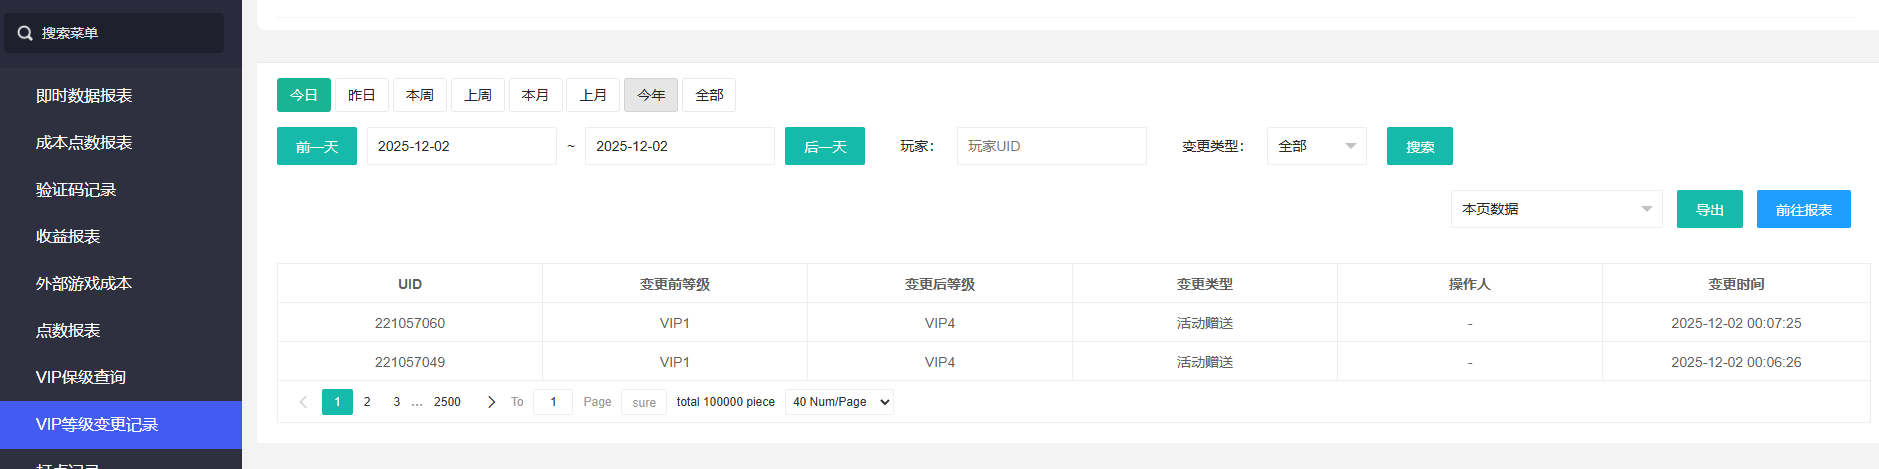 搜索菜单
即时数据报表
成本点数报表
验证码记录
收益报表
外部游戏成本
点数报表
VIP保级查询
VIP等级变更记录
今日 昨日 本周 上周 本月 上月 今年 全部
前一天 2025-12-02 ~ 2025-12-02 后一天 玩家： 玩家UID 变更类型： 全部 搜索
本页数据 导出 前往报表
UID 变更前等级 变更后等级 变更类型 操作人 变更时间
221057060 VIP1 VIP4 活动赠送 - 2025-12-02 00:07:25
221057049 VIP1 VIP4 活动赠送 - 2025-12-02 00:06:26
1 2 3 ... 2500 To 1 Page sure total 100000 piece 40 Num/Page